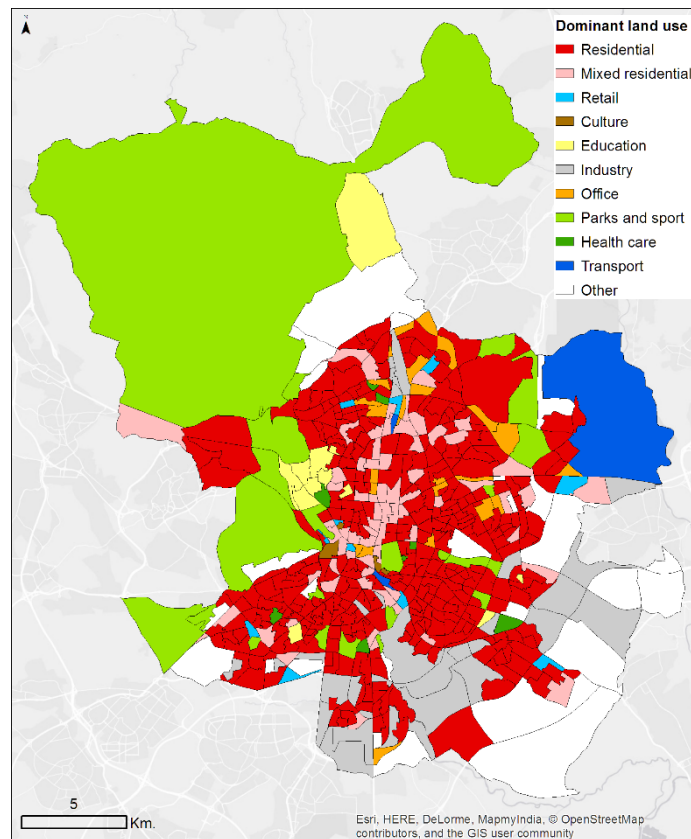 Dominant land use
Residential
Mixed residential
Retail
Culture
Education
Industry
Office
Parks and sport
Health care
Transport
Other
5
Km.
Esri, HERE, DeLorme, MapmyIndia, © OpenStreetMap
contributors, and the GIS user community